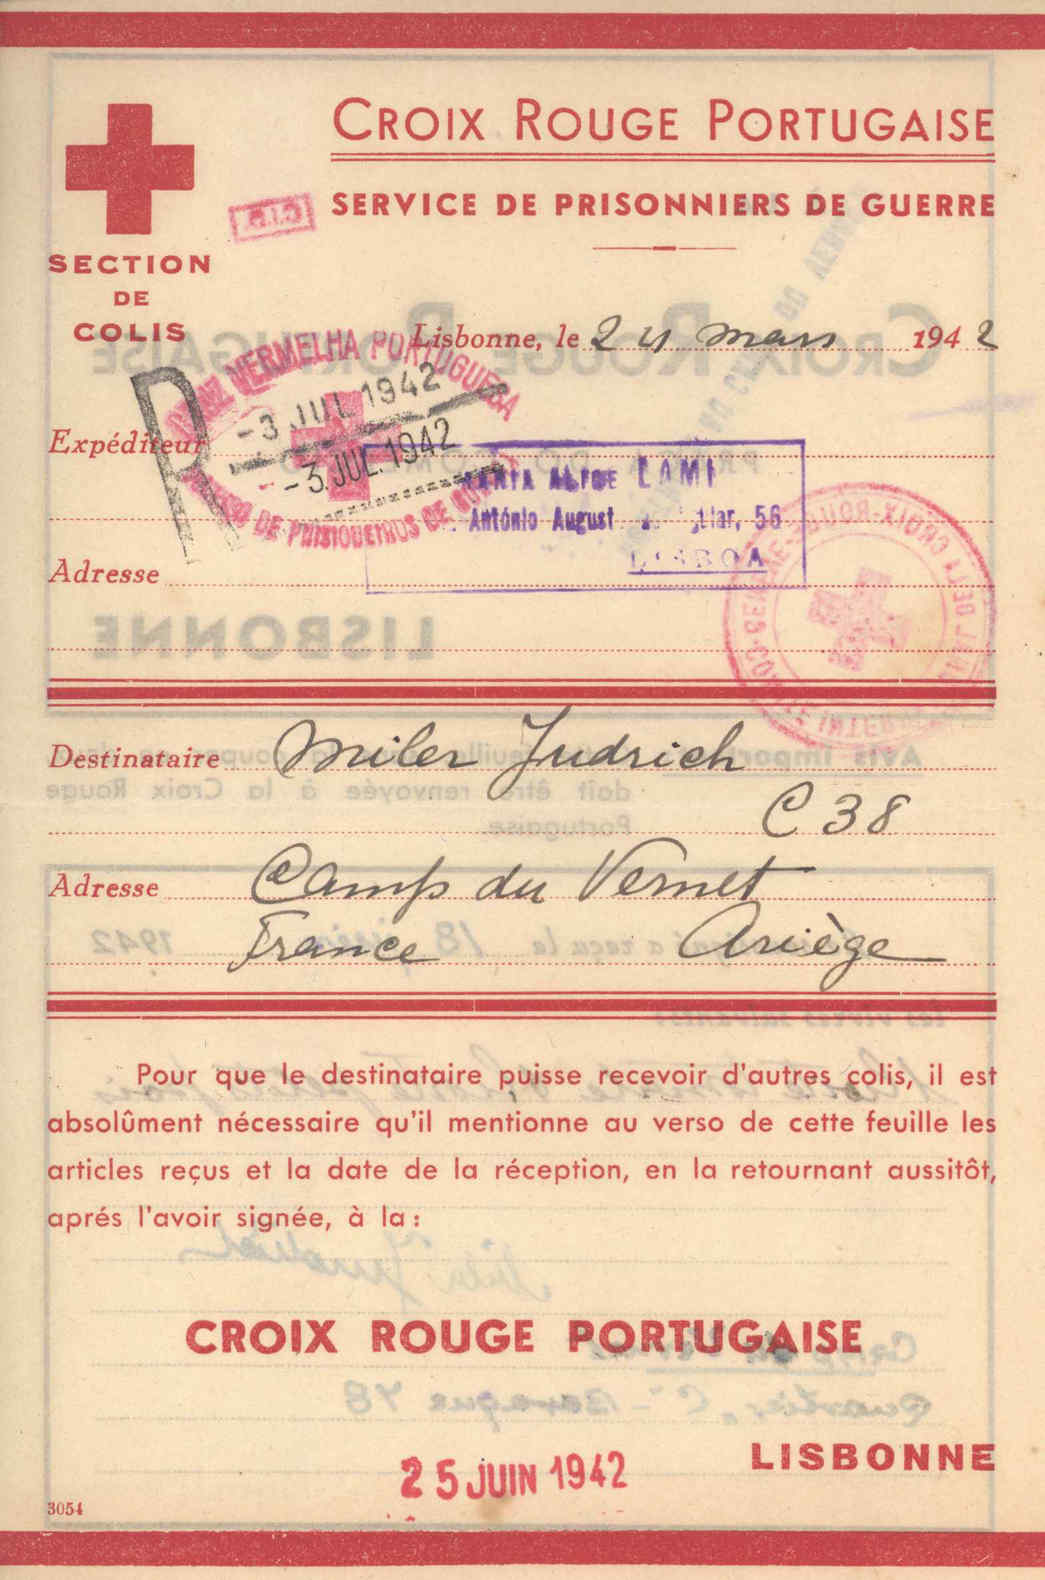 CROIX ROUGE PORTUGAISE
SERVICE DE PRISONNIERS DE GUERRE
SECTION
DE
COLIS
Lisbonne, le 24 mars 1942
CRUZ VERMELHA PORTUGUESA
-3 JUL 1942
-3. JUL. 1942
R
Expéditeur
LAMI
António August 56
LISBOA
Adresse
Destinataire Miler Judrich
C 38
Adresse Camp du Vernet
France Ariège
Pour que le destinataire puisse recevoir d'autres colis, il est
absolûment nécessaire qu'il mentionne au verso de cette feuille les
articles reçus et la date de la réception, en la retournant aussitôt,
aprés l'avoir signée, à la:
CROIX ROUGE PORTUGAISE
LISBONNE
25 JUIN 1942
3054